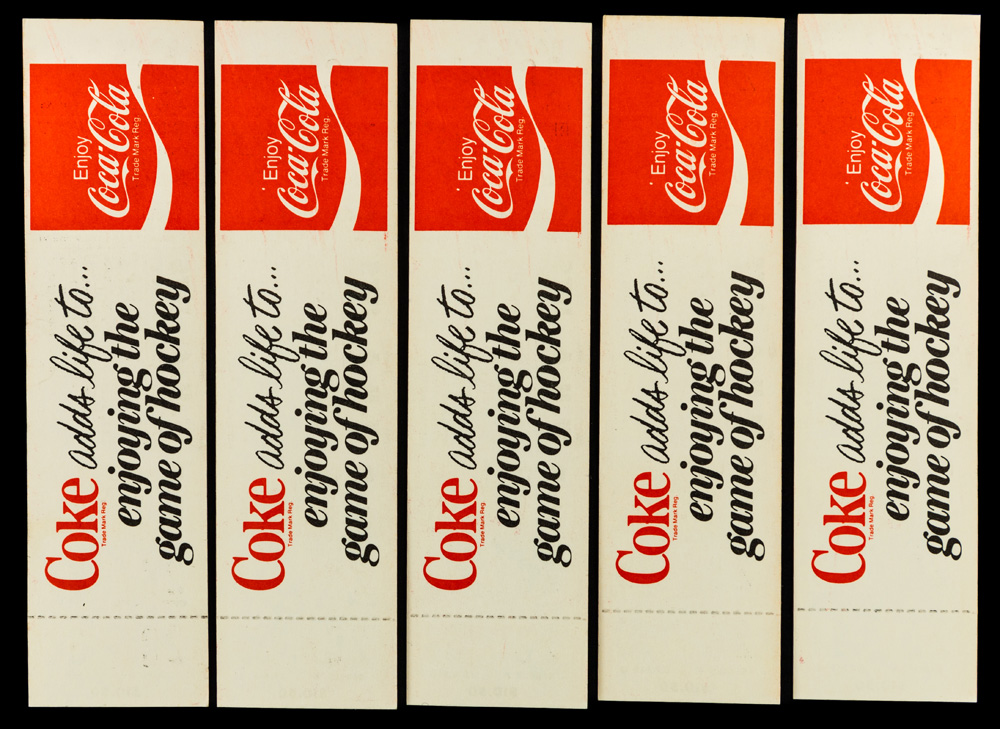 Enjoy
Coca-Cola
Trade Mark Reg.
Coke adds life to...
Trade Mark Reg.
enjoying the
game of hockey
Enjoy
Coca-Cola
Trade Mark Reg.
Coke adds life to...
Trade Mark Reg.
enjoying the
game of hockey
Enjoy
Coca-Cola
Trade Mark Reg.
Coke adds life to...
Trade Mark Reg.
enjoying the
game of hockey
Enjoy
Coca-Cola
Trade Mark Reg.
Coke adds life to...
Trade Mark Reg.
enjoying the
game of hockey
Enjoy
Coca-Cola
Trade Mark Reg.
Coke adds life to...
Trade Mark Reg.
enjoying the
game of hockey